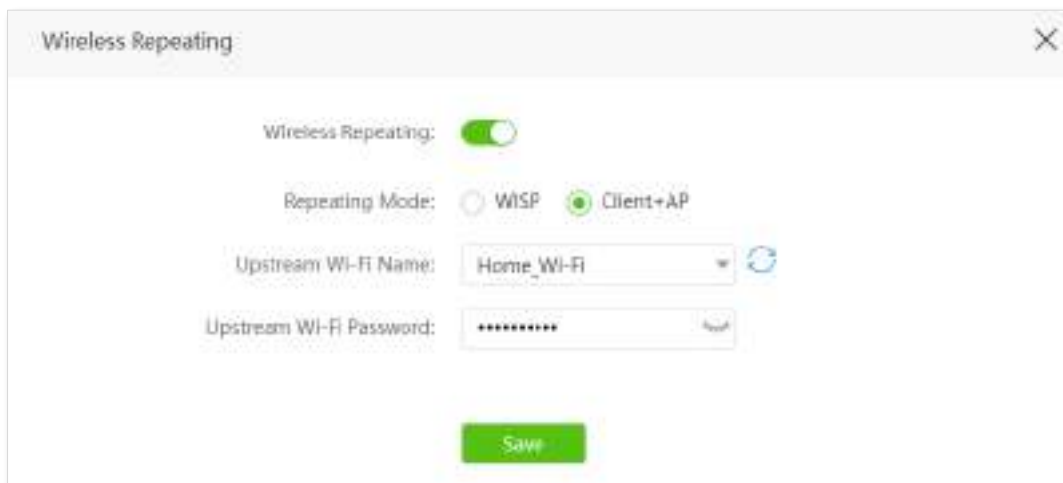 Wireless Repeating
Wireless Repeating:
Repeating Mode: WISP Client+AP
Upstream Wi-Fi Name: Home_Wi-Fi
Upstream Wi-Fi Password: ••••••••••
Save